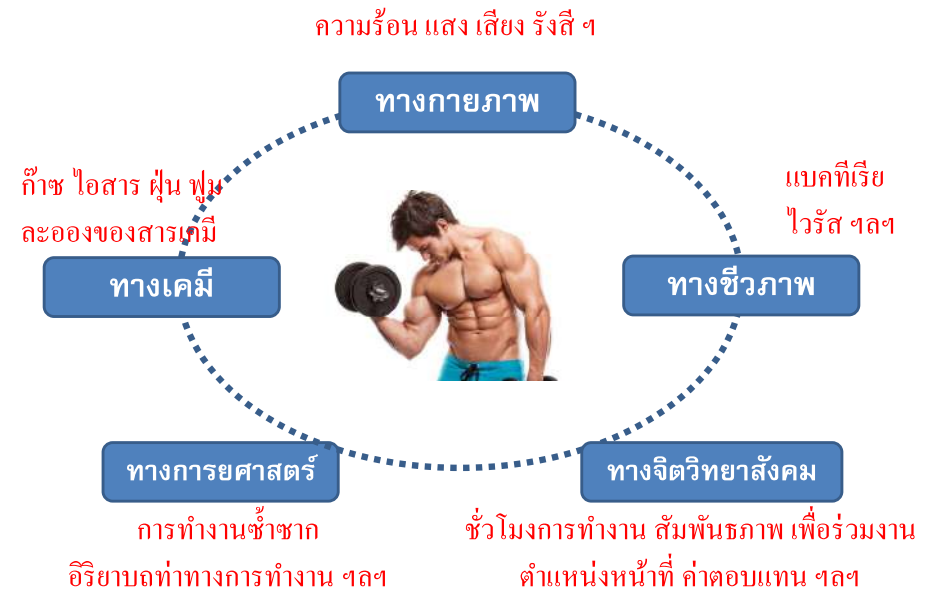 ความร้อน แสง เสียง รังสี ฯ
ทางกายภาพ
ก๊าซ ไอสาร ฝุ่น ฟูม
ละอองของสารเคมี
ทางเคมี
แบคทีเรีย
ไวรัส ฯลฯ
ทางชีวภาพ
ทางการยศาสตร์
การทำงานซ้ำซาก
อิริยาบถท่าทางการทำงาน ฯลฯ
ทางจิตวิทยาสังคม
ชั่วโมงการทำงาน สัมพันธภาพ เพื่อร่วมงาน
ตำแหน่งหน้าที่ ค่าตอบแทน ฯลฯ